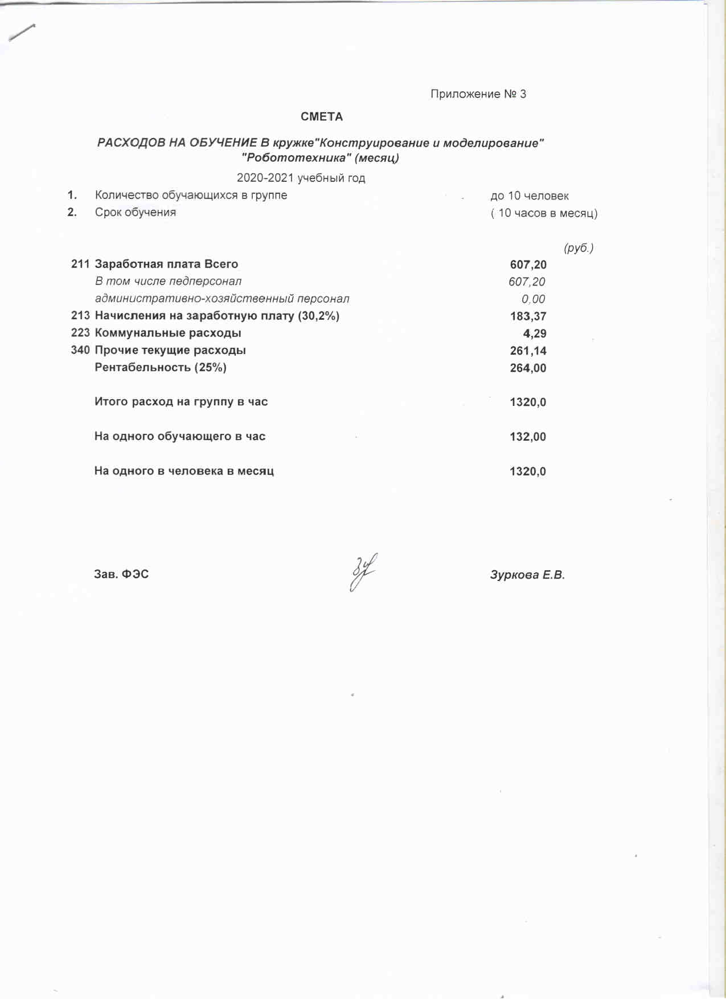 Приложение № 3
СМЕТА
РАСХОДОВ НА ОБУЧЕНИЕ В кружке"Конструирование и моделирование"
"Робототехника" (месяц)
2020-2021 учебный год
1. Количество обучающихся в группе до 10 человек
2. Срок обучения ( 10 часов в месяц)
(руб.)
211 Заработная плата Всего 607,20
В том числе педперсонал 607,20
административно-хозяйственный персонал 0,00
213 Начисления на заработную плату (30,2%) 183,37
223 Коммунальные расходы 4,29
340 Прочие текущие расходы 261,14
Рентабельность (25%) 264,00
Итого расход на группу в час 1320,0
На одного обучающего в час 132,00
На одного в человека в месяц 1320,0
Зав. ФЭС Зуркова Е.В.